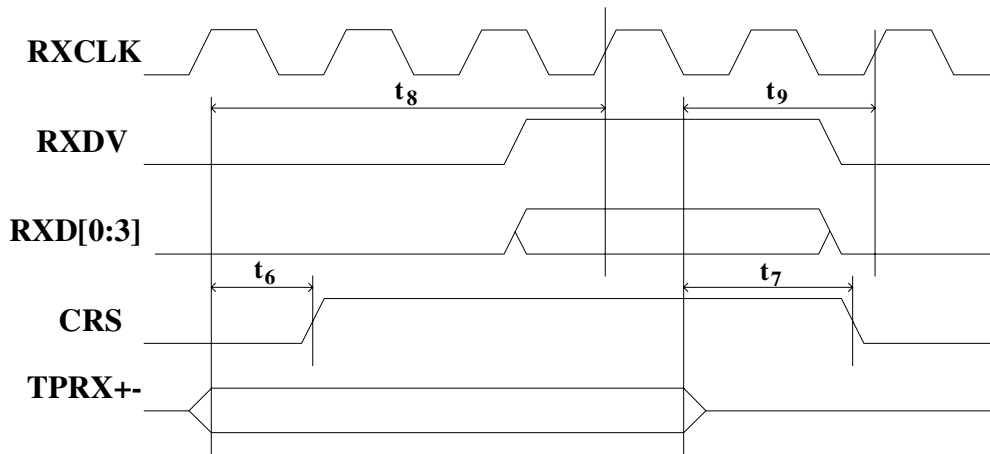 RXCLK
t8
t9
RXDV
RXD[0:3]
t6
t7
CRS
TPRX+-